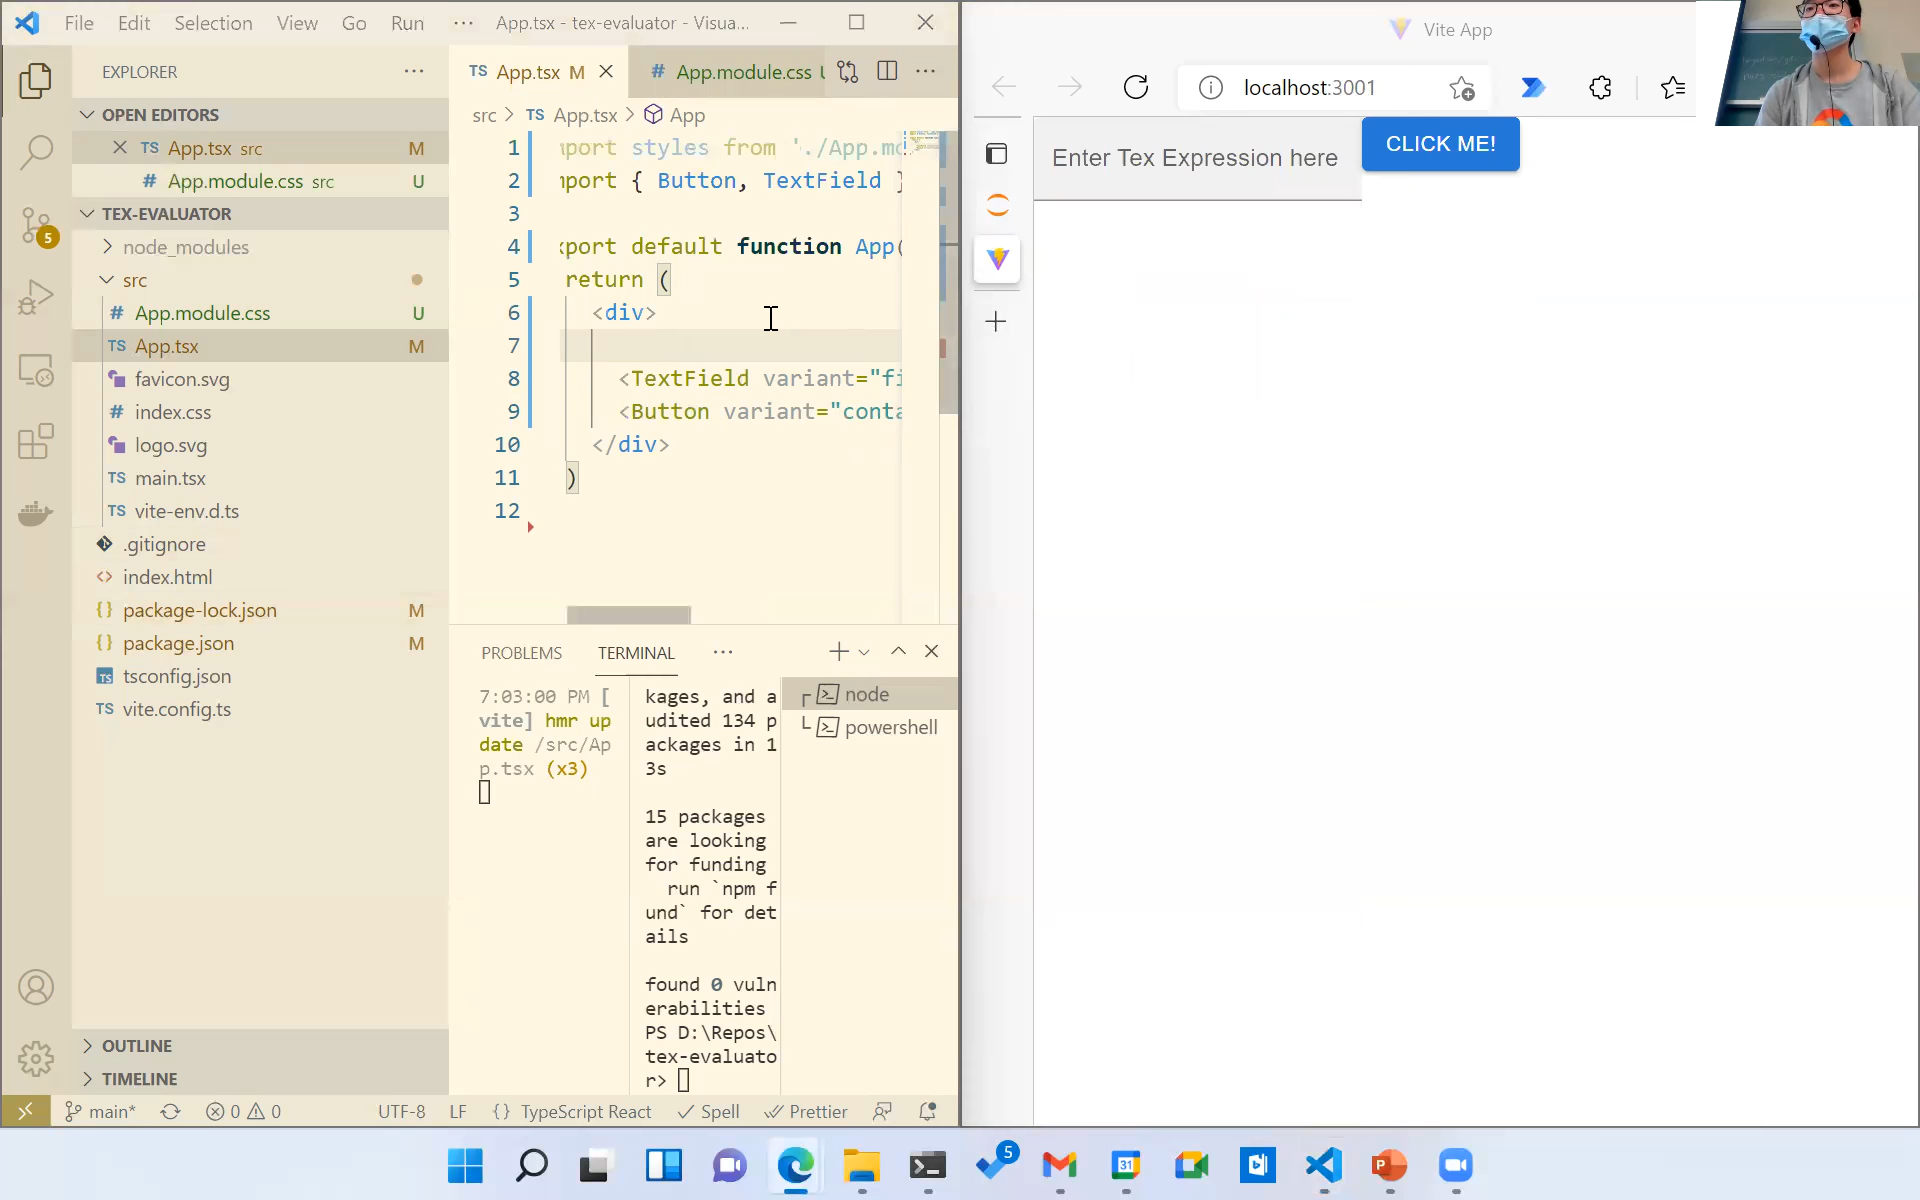 File Edit Selection View Go Run ··· App.tsx - tex-evaluator - Visua...
EXPLORER ···
OPEN EDITORS
TS App.tsx src M
# App.module.css src U
TEX-EVALUATOR
node_modules
src
# App.module.css U
TS App.tsx M
favicon.svg
# index.css
logo.svg
TS main.tsx
TS vite-env.d.ts
.gitignore
<> index.html
{} package-lock.json M
{} package.json M
TS tsconfig.json
TS vite.config.ts
OUTLINE
TIMELINE
5
TS App.tsx M # App.module.css
src > TS App.tsx > App
1 mport styles from './App.mo
2 mport { Button, TextField }
3
4 xport default function App(
5 return (
6 <div>
7
8 <TextField variant="fi
9 <Button variant="conta
10 </div>
11 )
12
PROBLEMS TERMINAL ···
7:03:00 PM [
vite] hmr up
date /src/Ap
p.tsx (x3)
kages, and a
udited 134 p
ackages in 1
3s
15 packages
are looking
for funding
run `npm f
und` for det
ails
found 0 vuln
erabilities
PS D:\Repos\
tex-evaluato
r>
node
powershell
main* 0 0 UTF-8 LF {} TypeScript React Spell Prettier
Vite App
localhost:3001
Enter Tex Expression here
CLICK ME!
5
31
P